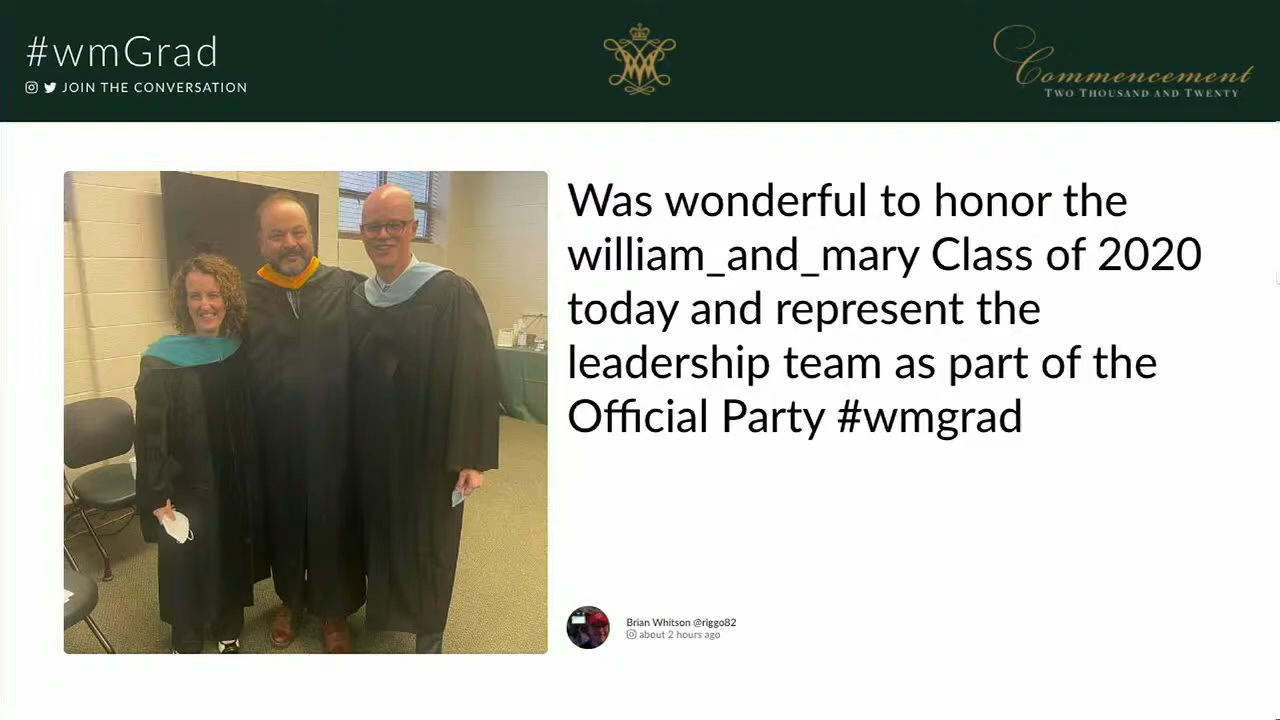 #wmGrad
JOIN THE CONVERSATION
Commencement
TWO THOUSAND AND TWENTY
Was wonderful to honor the
william_and_mary Class of 2020
today and represent the
leadership team as part of the
Official Party #wmgrad
Brian Whitson @riggo82
about 2 hours ago